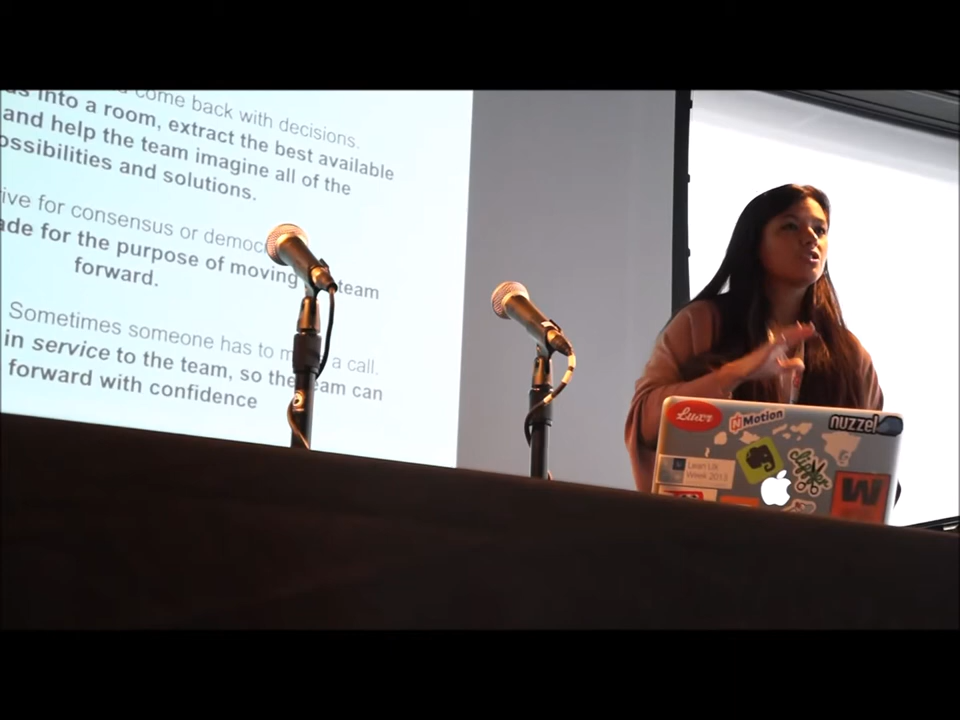 come back with decisions.
into a room, extract the best available
and help the team imagine all of the
ossibilities and solutions.
ive for consensus or democ
ade for the purpose of moving team
forward.
Sometimes someone has to m a call.
in service to the team, so the team can
forward with confidence
Luxr
Motion
nuzzel
Lean UX
Week 2013